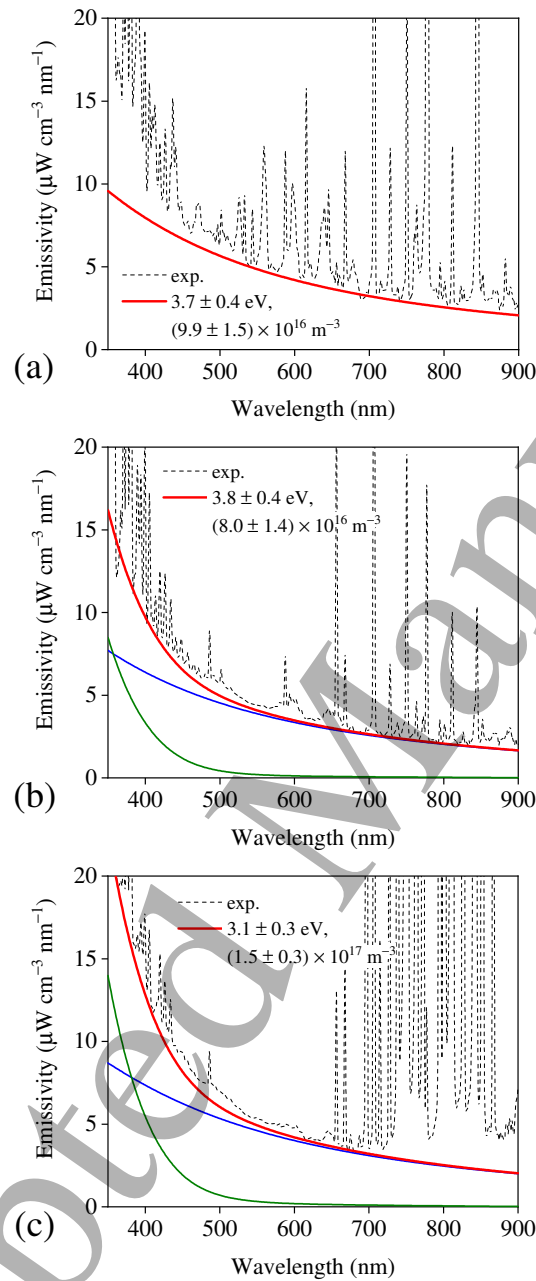 20
15
10
5
0
Emissivity (μW cm⁻³ nm⁻¹)
exp.
3.7 ± 0.4 eV,
(9.9 ± 1.5) × 10¹⁶ m⁻³
400 500 600 700 800 900
Wavelength (nm)
(a)
20
15
10
5
0
Emissivity (μW cm⁻³ nm⁻¹)
exp.
3.8 ± 0.4 eV,
(8.0 ± 1.4) × 10¹⁶ m⁻³
400 500 600 700 800 900
Wavelength (nm)
(b)
20
15
10
5
0
Emissivity (μW cm⁻³ nm⁻¹)
exp.
3.1 ± 0.3 eV,
(1.5 ± 0.3) × 10¹⁷ m⁻³
400 500 600 700 800 900
Wavelength (nm)
(c)